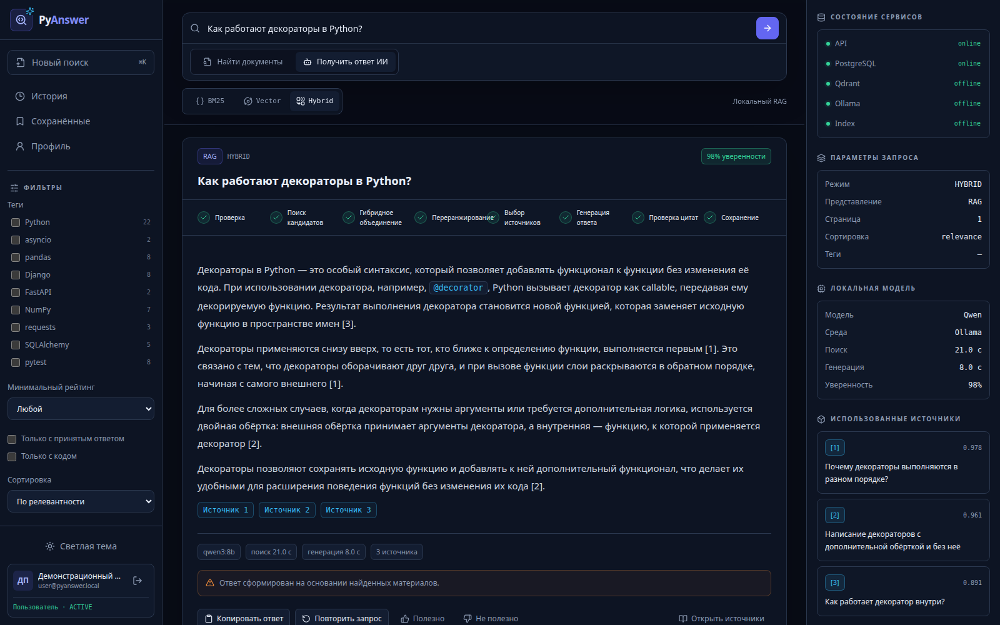 PyAnswer
Новый поиск
⌘K
История
Сохранённые
Профиль
ФИЛЬТРЫ
Теги
Python 22
asyncio 2
pandas 8
Django 8
FastAPI 2
NumPy 7
requests 3
SQLAlchemy 5
pytest 8
Минимальный рейтинг
Любой
Только с принятым ответом
Только с кодом
Сортировка
По релевантности
Светлая тема
ДП
Демонстрационный ...
user@pyanswer.local
Пользователь · ACTIVE
Как работают декораторы в Python?
Найти документы
Получить ответ ИИ
BM25
Vector
Hybrid
Локальный RAG
RAG HYBRID
98% уверенности
Как работают декораторы в Python?
Проверка
Поиск
кандидатов
Гибридное
объединение
Переранжирование
Выбор
источников
Генерация
ответа
Проверка цитат
Сохранение
Декораторы в Python — это особый синтаксис, который позволяет добавлять функционал к функции без изменения её
кода. При использовании декоратора, например, @decorator, Python вызывает декоратор как callable, передавая ему
декорируемую функцию. Результат выполнения декоратора становится новой функцией, которая заменяет исходную
функцию в пространстве имен [3].
Декораторы применяются снизу вверх, то есть тот, кто ближе к определению функции, выполняется первым [1]. Это
связано с тем, что декораторы оборачивают друг друга, и при вызове функции слои раскрываются в обратном порядке,
начиная с самого внешнего [1].
Для более сложных случаев, когда декораторам нужны аргументы или требуется дополнительная логика, используется
двойная обёртка: внешняя обёртка принимает аргументы декоратора, а внутренняя — функцию, к которой применяется
декоратор [2].
Декораторы позволяют сохранять исходную функцию и добавлять к ней дополнительный функционал, что делает их
удобными для расширения поведения функций без изменения их кода [2].
Источник 1
Источник 2
Источник 3
qwen3:8b
поиск 21.0 с
генерация 8.0 с
3 источника
Ответ сформирован на основании найденных материалов.
Копировать ответ
Повторить запрос
Полезно
Не полезно
Открыть источники
СОСТОЯНИЕ СЕРВИСОВ
API online
PostgreSQL online
Qdrant offline
Ollama offline
Index offline
ПАРАМЕТРЫ ЗАПРОСА
Режим HYBRID
Представление RAG
Страница 1
Сортировка relevance
Теги —
ЛОКАЛЬНАЯ МОДЕЛЬ
Модель Qwen
Среда Ollama
Поиск 21.0 с
Генерация 8.0 с
Уверенность 98%
ИСПОЛЬЗОВАННЫЕ ИСТОЧНИКИ
[1] 0.978
Почему декораторы выполняются в
разном порядке?
[2] 0.961
Написание декораторов с
дополнительной обёрткой и без неё
[3] 0.891
Как работает декоратор внутри?